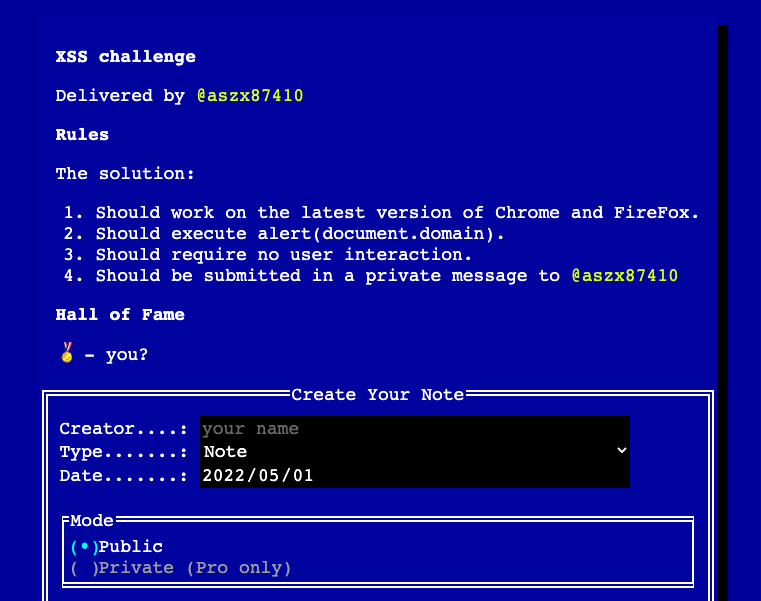 XSS challenge
Delivered by @aszx87410
Rules
The solution:
1. Should work on the latest version of Chrome and FireFox.
2. Should execute alert(document.domain).
3. Should require no user interaction.
4. Should be submitted in a private message to @aszx87410
Hall of Fame
🏅 – you?
Create Your Note
Creator....: your name
Type.......: Note
Date.......: 2022/05/01
Mode
(•)Public
( )Private (Pro only)